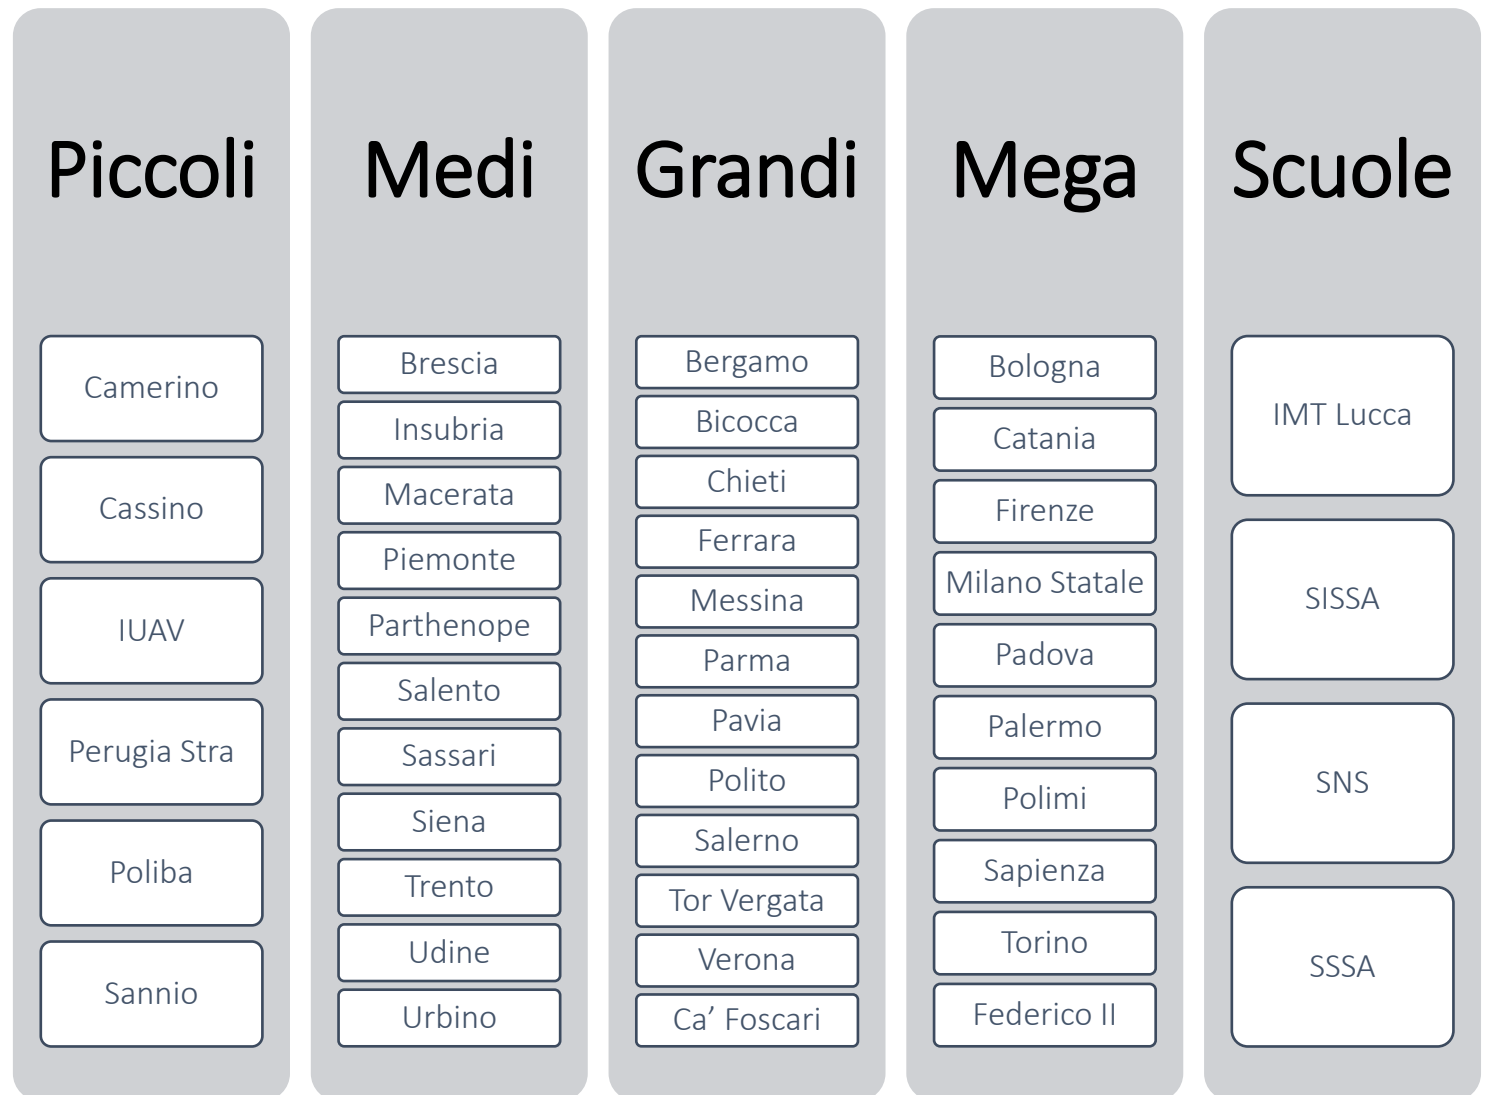 Piccoli
Camerino
Cassino
IUAV
Perugia Stra
Poliba
Sannio
Medi
Brescia
Insubria
Macerata
Piemonte
Parthenope
Salento
Sassari
Siena
Trento
Udine
Urbino
Grandi
Bergamo
Bicocca
Chieti
Ferrara
Messina
Parma
Pavia
Polito
Salerno
Tor Vergata
Verona
Ca’ Foscari
Mega
Bologna
Catania
Firenze
Milano Statale
Padova
Palermo
Polimi
Sapienza
Torino
Federico II
Scuole
IMT Lucca
SISSA
SNS
SSSA